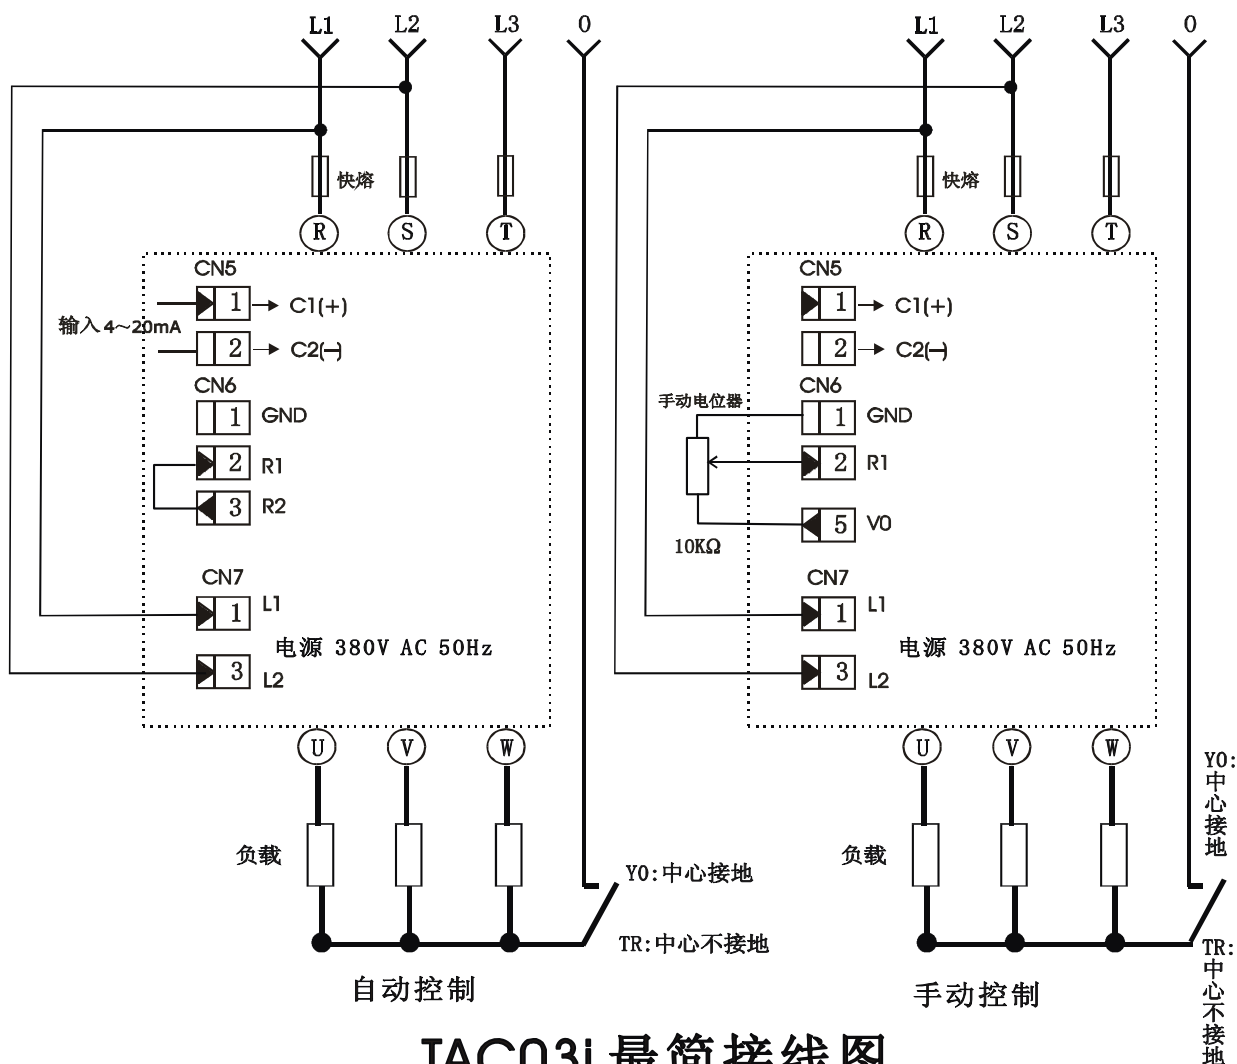 L1 L2 L3 0
快熔
R S T
CN5
1 C1(+)
输入4～20mA
2 C2(—)
CN6
1 GND
2 R1
3 R2
CN7
1 L1
电源 380V AC 50Hz
3 L2
U V W
负载
Y0:中心接地
TR:中心不接地
自动控制
L1 L2 L3 0
快熔
R S T
CN5
1 C1(+)
2 C2(—)
CN6
手动电位器
1 GND
2 R1
5 V0
10KΩ
CN7
1 L1
电源 380V AC 50Hz
3 L2
U V W
负载
Y0:中心接地
TR:中心不接地
手动控制
TAC03i 最简接线图